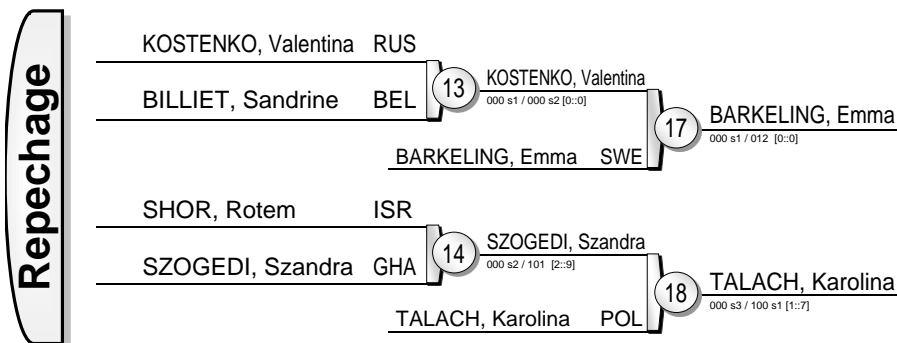 Repechage
KOSTENKO, Valentina RUS
BILLIET, Sandrine BEL
13
KOSTENKO, Valentina
000 s1 / 000 s2 [0::0]
BARKELING, Emma SWE
17
BARKELING, Emma
000 s1 / 012 [0::0]
SHOR, Rotem ISR
SZOGEDI, Szandra GHA
14
SZOGEDI, Szandra
000 s2 / 101 [2::9]
TALACH, Karolina POL
18
TALACH, Karolina
000 s3 / 100 s1 [1::7]